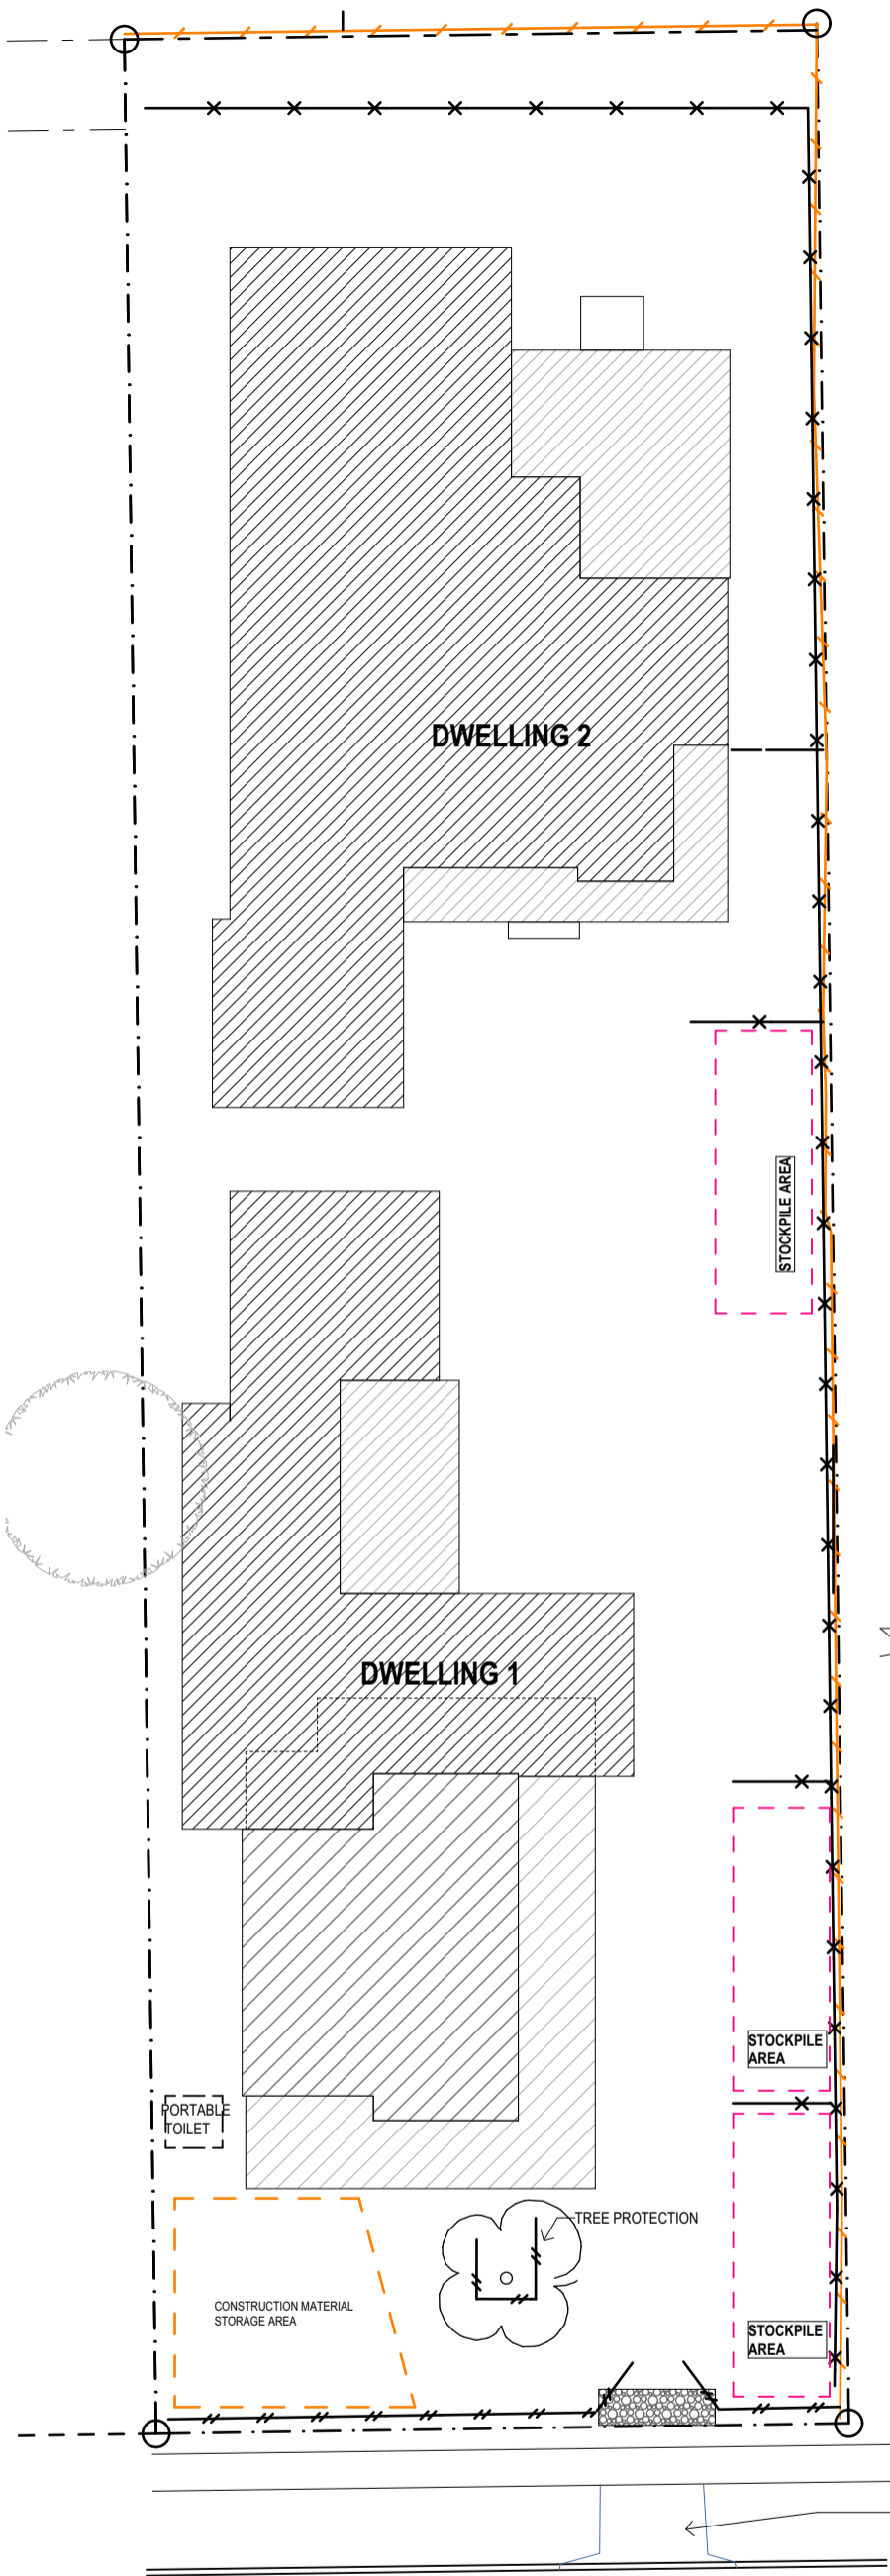 DWELLING 2
STOCKPILE AREA
DWELLING 1
STOCKPILE
AREA
PORTABLE
TOILET
TREE PROTECTION
CONSTRUCTION MATERIAL
STORAGE AREA
STOCKPILE
AREA